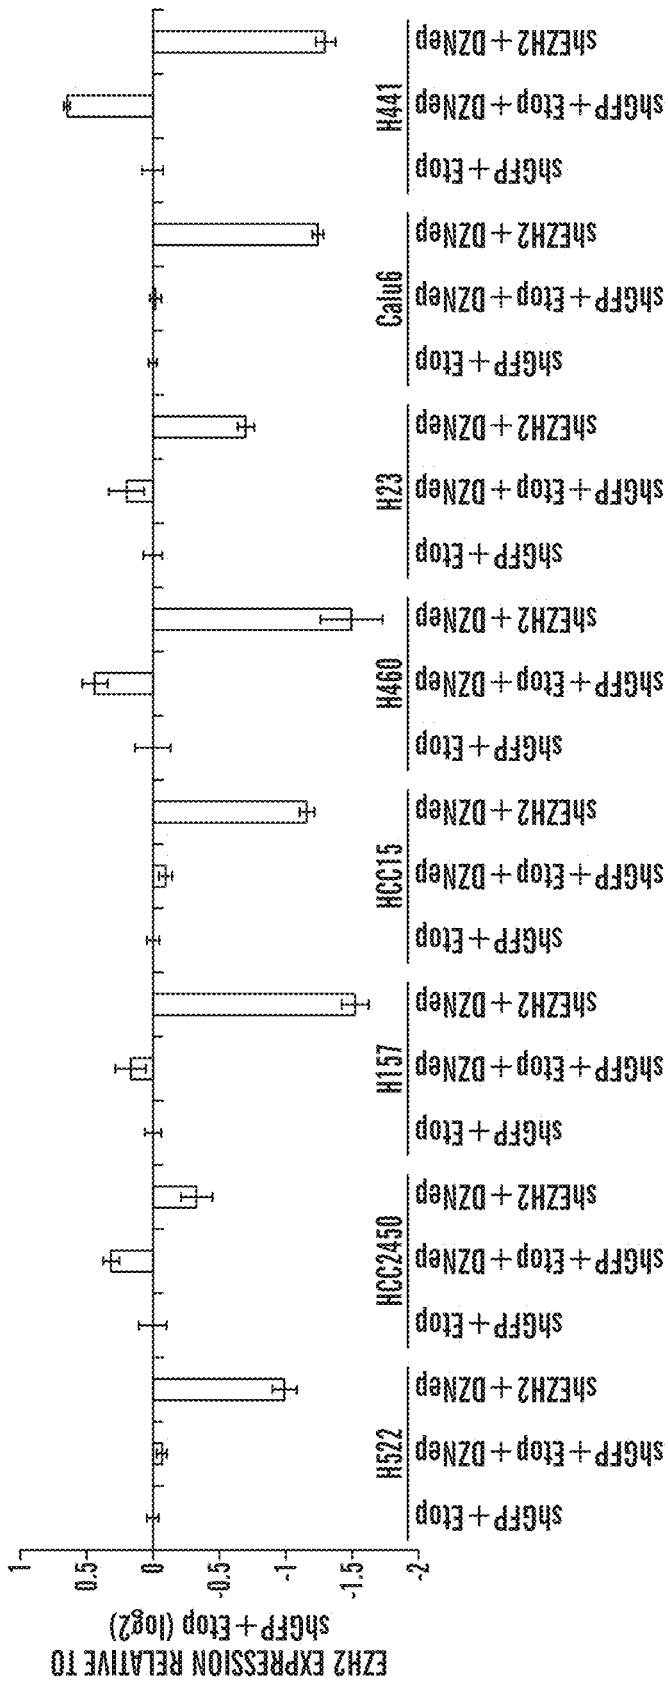 EZH2 EXPRESSION RELATIVE TO
shGFP + Etop (log2)
1
0.5
0
-0.5
-1
-1.5
-2
H522
shGFP + Etop
shGFP + Etop + DZNep
shEZH2 + DZNep
HCC2450
shGFP + Etop
shGFP + Etop + DZNep
shEZH2 + DZNep
H157
shGFP + Etop
shGFP + Etop + DZNep
shEZH2 + DZNep
HCC15
shGFP + Etop
shGFP + Etop + DZNep
shEZH2 + DZNep
H460
shGFP + Etop
shGFP + Etop + DZNep
shEZH2 + DZNep
H23
shGFP + Etop
shGFP + Etop + DZNep
shEZH2 + DZNep
Calu6
shGFP + Etop
shGFP + Etop + DZNep
shEZH2 + DZNep
H441
shGFP + Etop
shGFP + Etop + DZNep
shEZH2 + DZNep